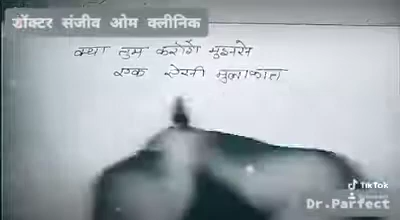 डॉक्टर संजीव ओम क्लीनिक
क्या तुम करोगे मुझसे
एक ऐसी मुलाकात
TikTok
Dr.Parfect